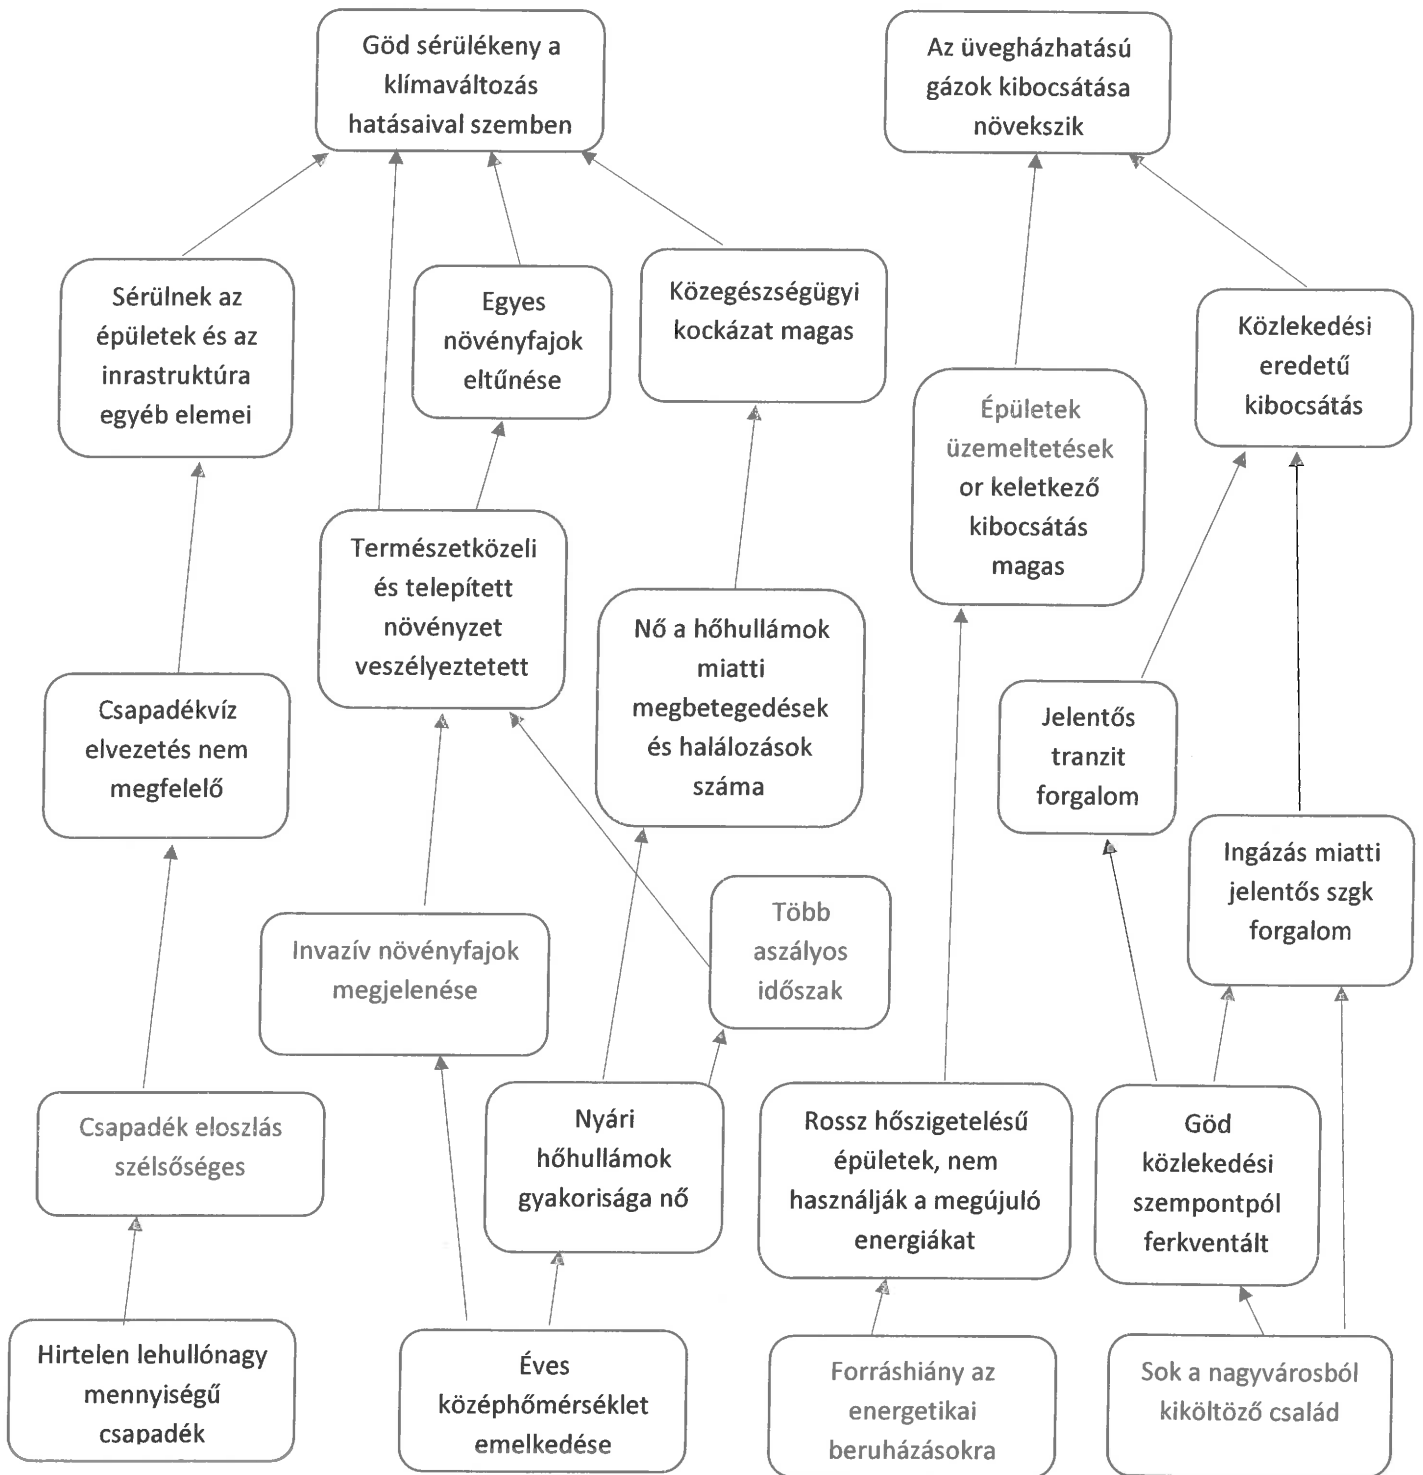 Göd sérülékeny a
klímaváltozás
hatásaival szemben
Az üvegházhatású
gázok kibocsátása
növekszik
Sérülnek az
épületek és az
inrastruktúra
egyéb elemei
Egyes
növényfajok
eltűnése
Közegészségügyi
kockázat magas
Közlekedési
eredetű
kibocsátás
Épületek
üzemeltetések
or keletkező
kibocsátás
magas
Természetközeli
és telepített
növényzet
veszélyeztetett
Nő a hőhullámok
miatti
megbetegedések
és halálozások
száma
Csapadékvíz
elvezetés nem
megfelelő
Jelentős
tranzit
forgalom
Ingázás miatti
jelentős szgk
forgalom
Invazív növényfajok
megjelenése
Több
aszályos
időszak
Csapadék eloszlás
szélsőséges
Nyári
hőhullámok
gyakorisága nő
Rossz hőszigetelésű
épületek, nem
használják a megújuló
energiákat
Göd
közlekedési
szempontpól
ferkventált
Hirtelen lehullónagy
mennyiségű
csapadék
Éves
középhőmérséklet
emelkedése
Forráshiány az
energetikai
beruházásokra
Sok a nagyvárosból
kiköltöző család